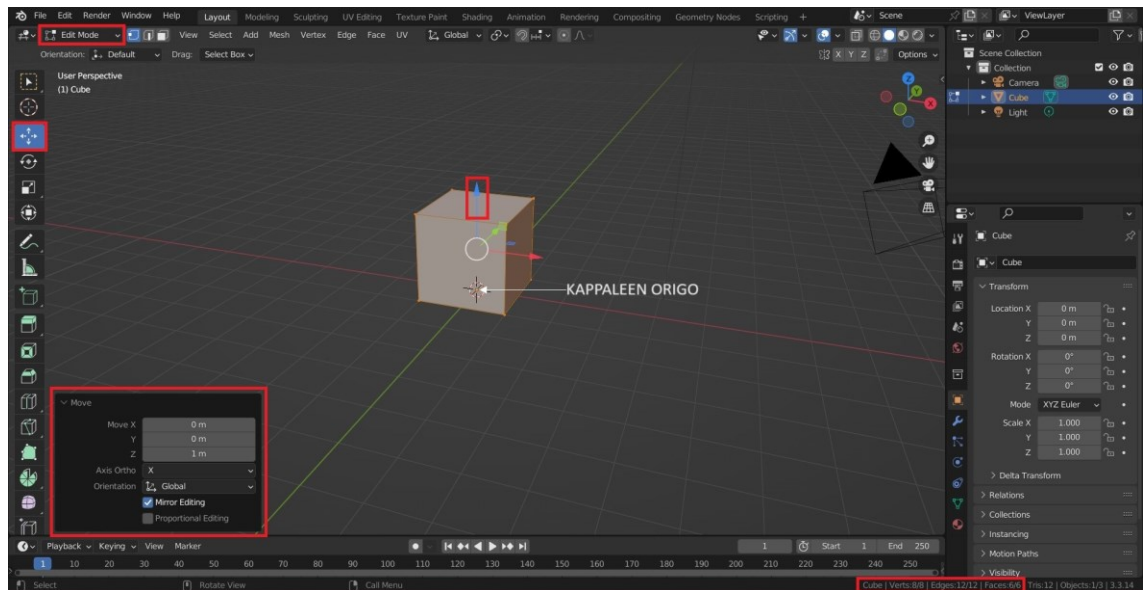 File Edit Render Window Help Layout Modeling Sculpting UV Editing Texture Paint Shading Animation Rendering Compositing Geometry Nodes Scripting + Scene ViewLayer
Edit Mode View Select Add Mesh Vertex Edge Face UV Global
Orientation: Default Drag: Select Box X Y Z Options
Scene Collection
Collection
Camera
Cube
Light
User Perspective
(1) Cube
Z
Y
X
KAPPALEEN ORIGO
Cube
Cube
Transform
Location X 0 m
Y 0 m
Z 0 m
Rotation X 0°
Y 0°
Z 0°
Mode XYZ Euler
Scale X 1.000
Y 1.000
Z 1.000
Delta Transform
Relations
Collections
Instancing
Motion Paths
Visibility
Move
Move X 0 m
Y 0 m
Z 1 m
Axis Ortho X
Orientation Global
Mirror Editing
Proportional Editing
Playback Keying View Marker 1 Start 1 End 250
1 10 20 30 40 50 60 70 80 90 100 110 120 130 140 150 160 170 180 190 200 210 220 230 240 250
Select Rotate View Call Menu Cube | Verts:8/8 | Edges:12/12 | Faces:6/6 | Tris:12 | Objects:1/3 | 3.3.14